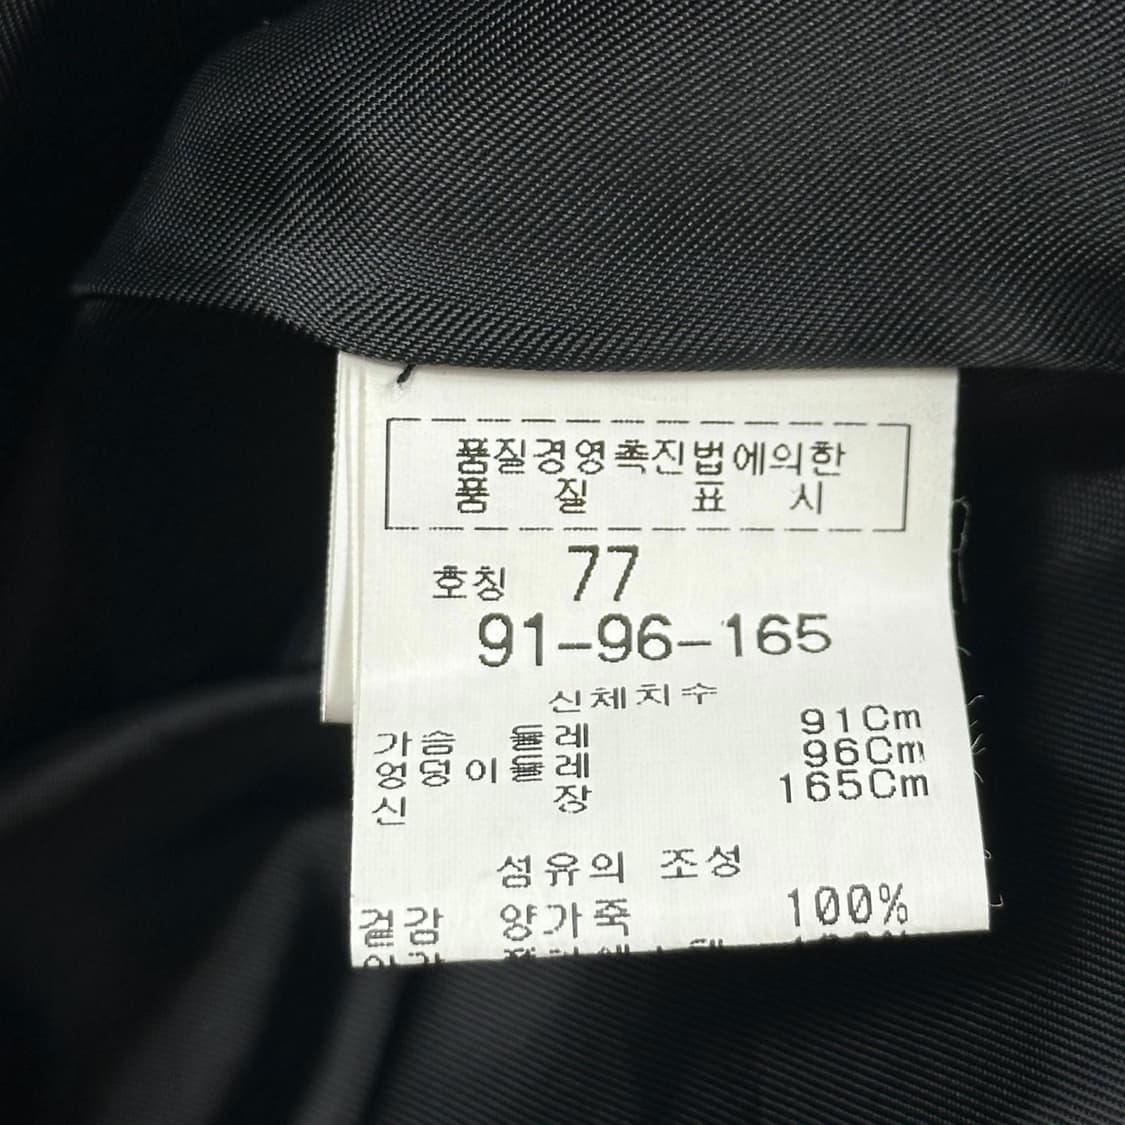 품질경영촉진법에의한
품 질 표 시
호칭 77
91-96-165
신체치수
가슴 둘레 91Cm
엉덩이둘레 96Cm
신 장 165Cm
섬유의 조성
겉감 양가죽 100%